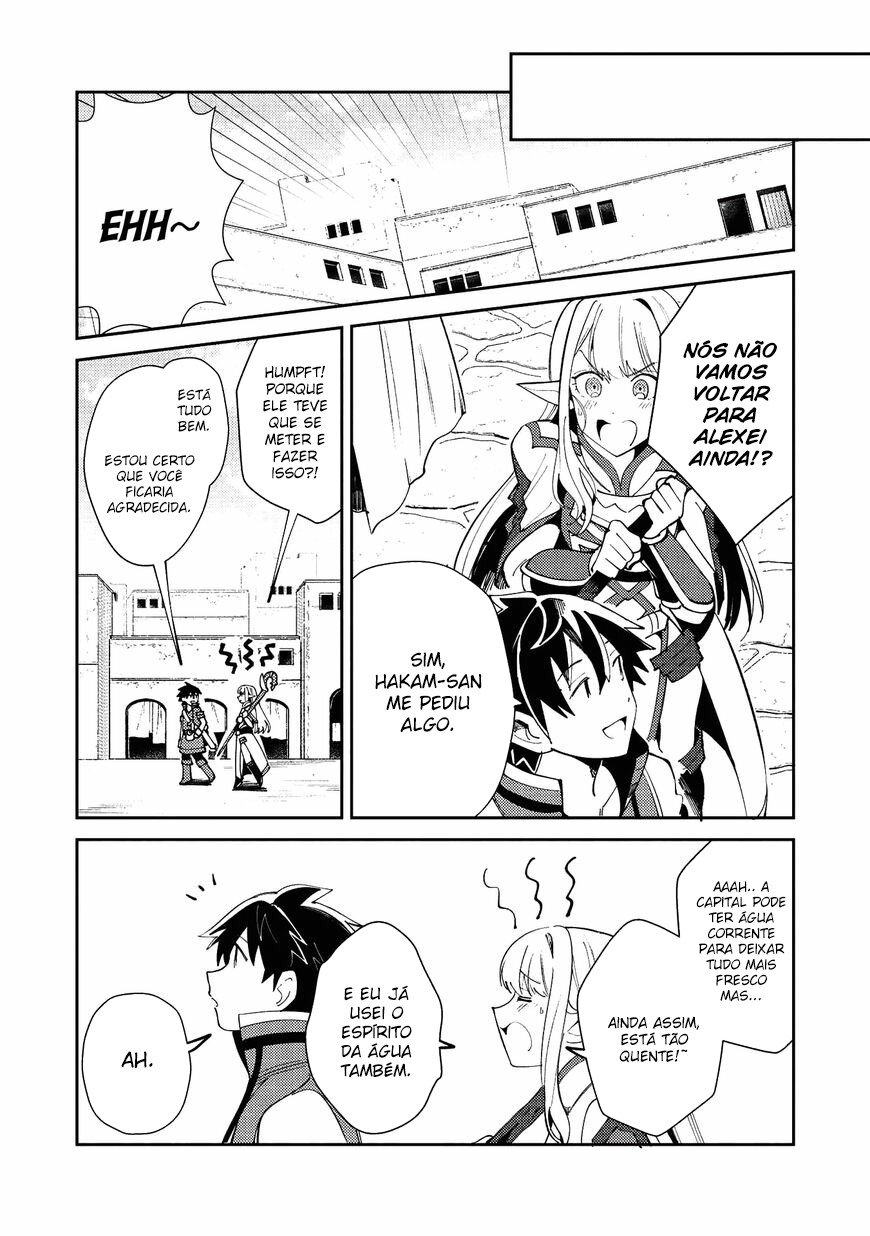 EHH~
NÓS NÃO
VAMOS
VOLTAR
PARA
ALEXEI
AINDA!?
SIM,
HAKAM-SAN
ME PEDIU
ALGO.
HUMPFT!
PORQUE
ELE TEVE
QUE SE
METER E
FAZER
ISSO?!
ESTÁ
TUDO
BEM.
ESTOU CERTO
QUE VOCÊ
FICARIA
AGRADECIDA.
AAAH.. A
CAPITAL PODE
TER ÁGUA
CORRENTE
PARA DEIXAR
TUDO MAIS
FRESCO
MAS...
AINDA ASSIM,
ESTÁ TÃO
QUENTE!~
E EU JÁ
USEI O
ESPÍRITO
DA ÁGUA
TAMBÉM.
AH.